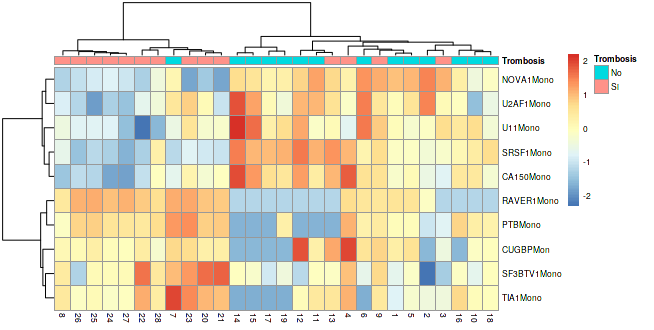 Trombosis
NOVA1Mono
U2AF1Mono
U11Mono
SRSF1Mono
CA150Mono
RAVER1Mono
PTBMono
CUGBPMon
SF3BTV1Mono
TIA1Mono
8 26 25 24 27 22 28 7 23 20 21 14 15 17 19 12 11 13 4 6 9 1 5 2 3 16 10 18
2
1
0
-1
-2
Trombosis
No
SI